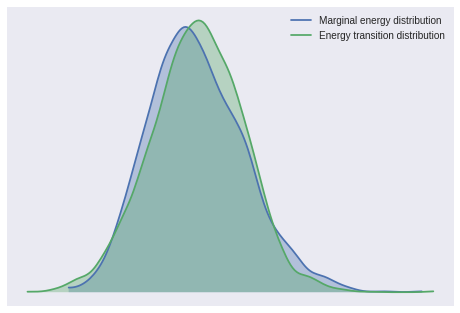 Marginal energy distribution
Energy transition distribution